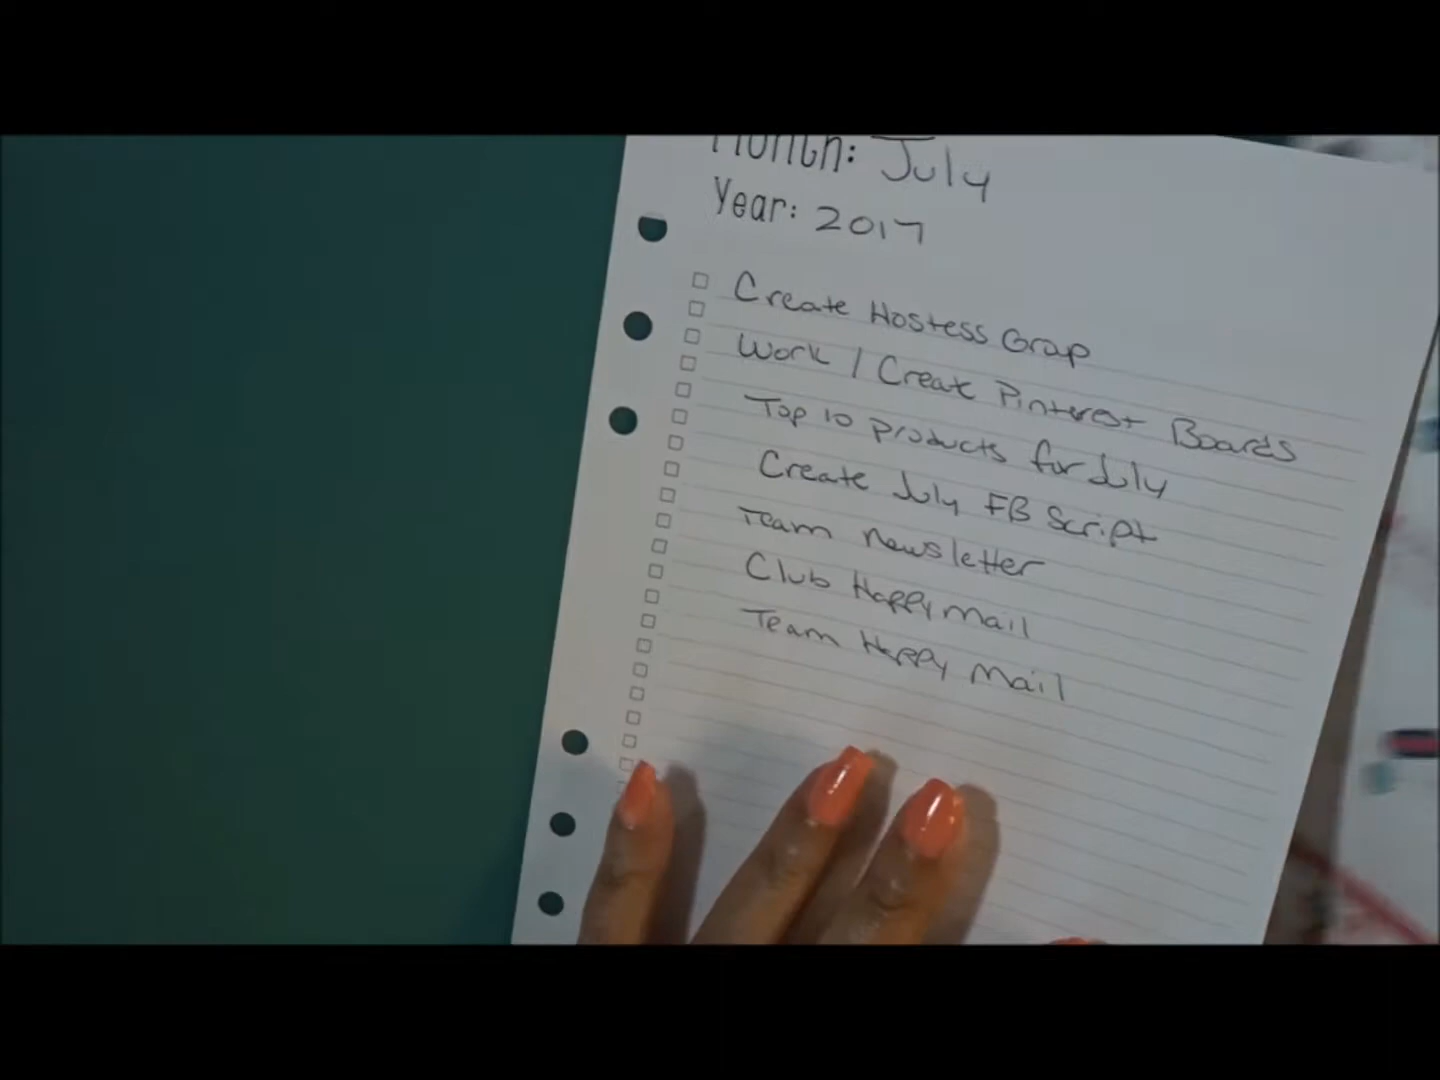 Month: July
Year: 2017
Create Hostess Grap
Work / Create Pinterest Boards
Top 10 products for July
Create July FB Script
Team newsletter
Club Happy Mail
Team Happy Mail